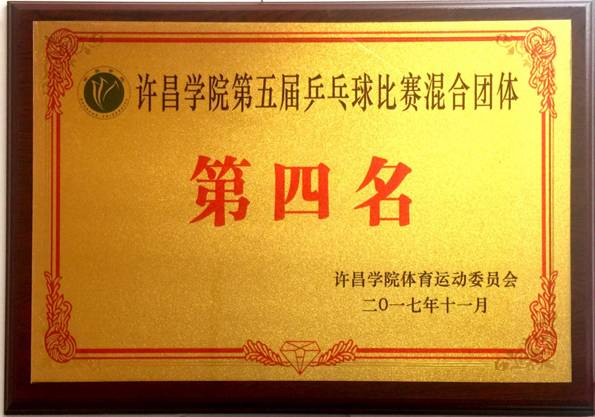 许昌学院第五届乒乓球比赛混合团体
第四名
许昌学院体育运动委员会
二〇一七年十一月